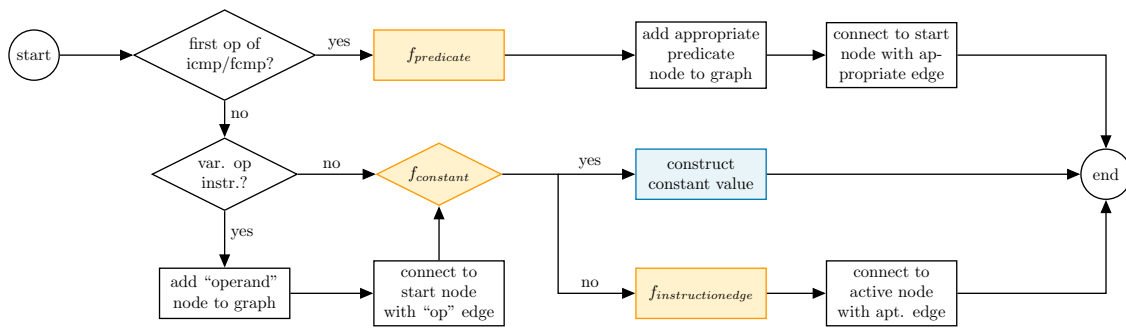 start
first op of
icmp/fcmp?
yes
f_predicate
add appropriate
predicate
node to graph
connect to start
node with ap-
propriate edge
no
var. op
instr.?
no
f_constant
yes
construct
constant value
end
yes
add “operand”
node to graph
connect to
start node
with “op” edge
no
f_instructionedge
connect to
active node
with apt. edge